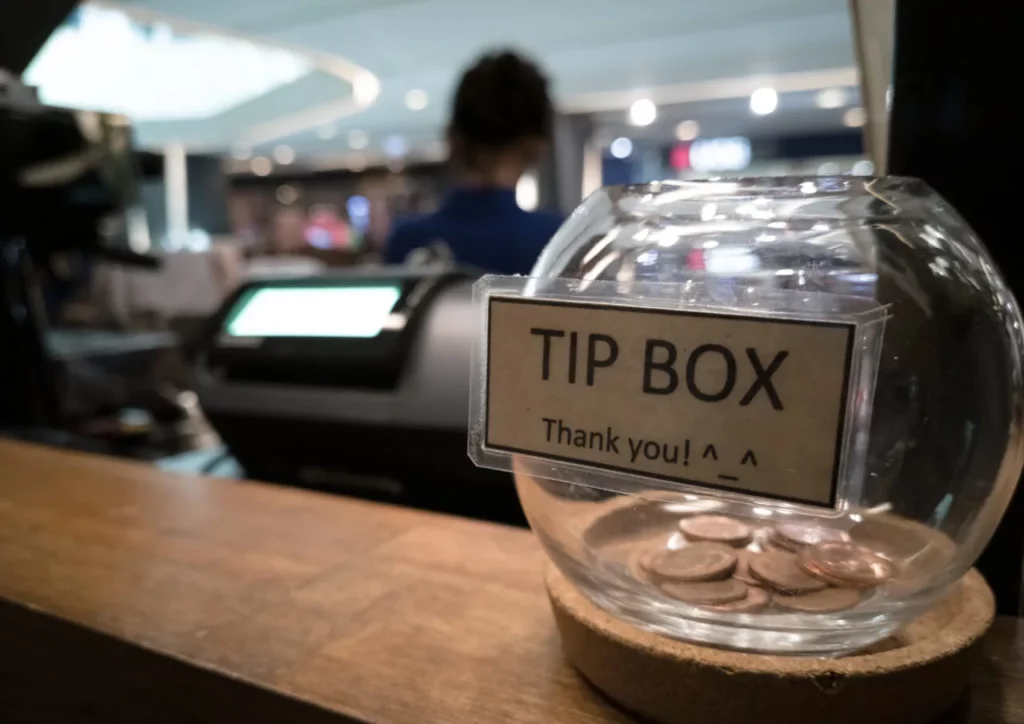 TIP BOX
Thank you! ^_^